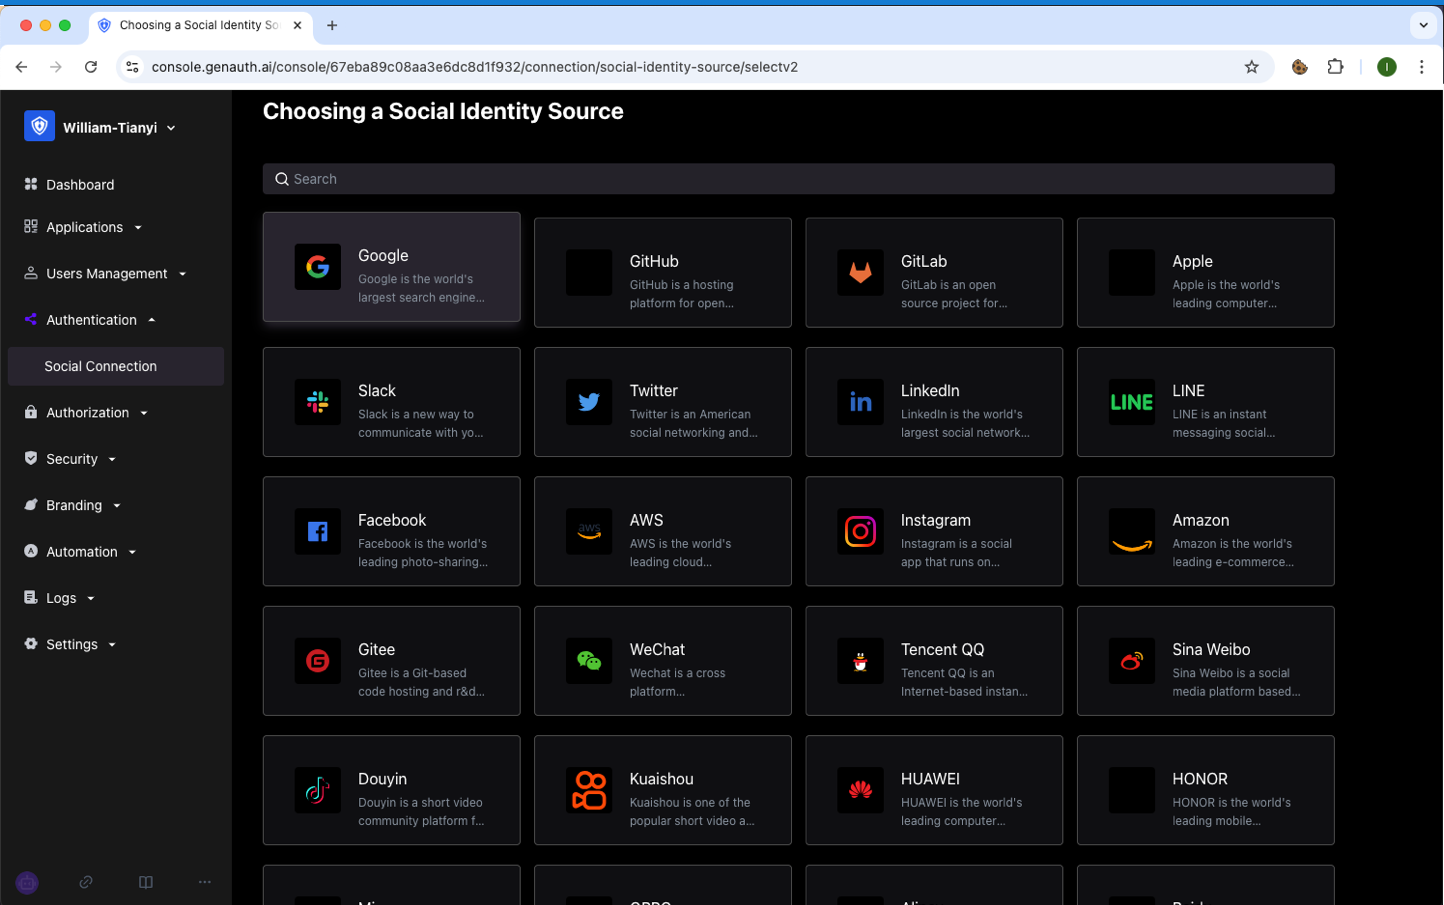 Choosing a Social Identity So
console.genauth.ai/console/67eba89c08aa3e6dc8d1f932/connection/social-identity-source/selectv2
I
William-Tianyi
Dashboard
Applications
Users Management
Authentication
Social Connection
Authorization
Security
Branding
Automation
Logs
Settings
Choosing a Social Identity Source
Search
Google
Google is the world's
largest search engine...
GitHub
GitHub is a hosting
platform for open...
GitLab
GitLab is an open
source project for...
Apple
Apple is the world's
leading computer...
Slack
Slack is a new way to
communicate with yo...
Twitter
Twitter is an American
social networking and...
in
LinkedIn
LinkedIn is the world's
largest social network...
LINE
LINE
LINE is an instant
messaging social...
Facebook
Facebook is the world's
leading photo-sharing...
aws
AWS
AWS is the world's
leading cloud...
Instagram
Instagram is a social
app that runs on...
Amazon
Amazon is the world's
leading e-commerce...
Gitee
Gitee is a Git-based
code hosting and r&d...
WeChat
Wechat is a cross
platform...
Tencent QQ
Tencent QQ is an
Internet-based instan...
Sina Weibo
Sina Weibo is a social
media platform based...
Douyin
Douyin is a short video
community platform f...
Kuaishou
Kuaishou is one of the
popular short video a...
HUAWEI
HUAWEI is the world's
leading computer...
HONOR
HONOR is the world's
leading mobile...